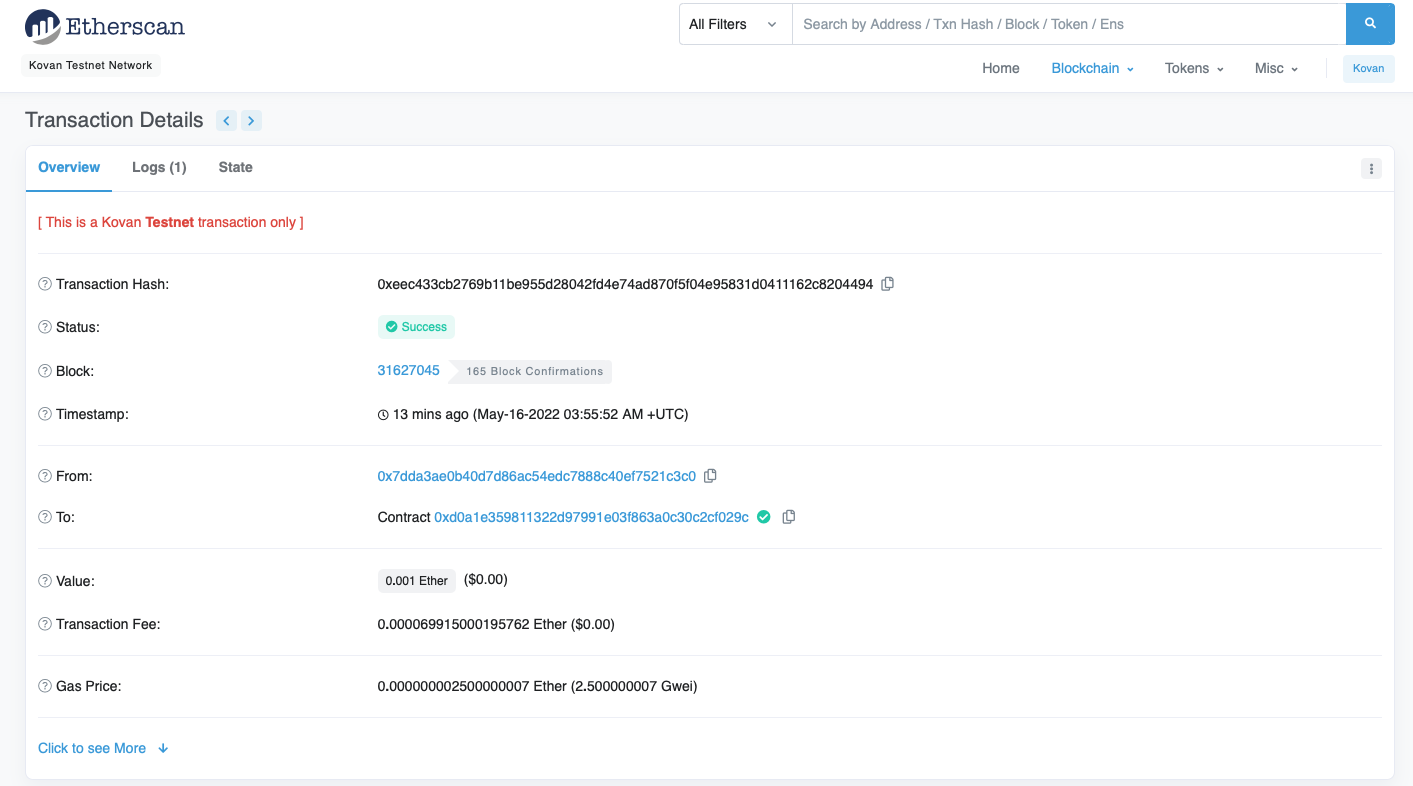 Etherscan
All Filters
Search by Address / Txn Hash / Block / Token / Ens
Kovan Testnet Network
Home Blockchain Tokens Misc Kovan
Transaction Details
Overview Logs (1) State
[ This is a Kovan Testnet transaction only ]
Transaction Hash: 0xeec433cb2769b11be955d28042fd4e74ad870f5f04e95831d0411162c8204494
Status: Success
Block: 31627045 165 Block Confirmations
Timestamp: 13 mins ago (May-16-2022 03:55:52 AM +UTC)
From: 0x7dda3ae0b40d7d86ac54edc7888c40ef7521c3c0
To: Contract 0xd0a1e359811322d97991e03f863a0c30c2cf029c
Value: 0.001 Ether ($0.00)
Transaction Fee: 0.000069915000195762 Ether ($0.00)
Gas Price: 0.000000002500000007 Ether (2.500000007 Gwei)
Click to see More